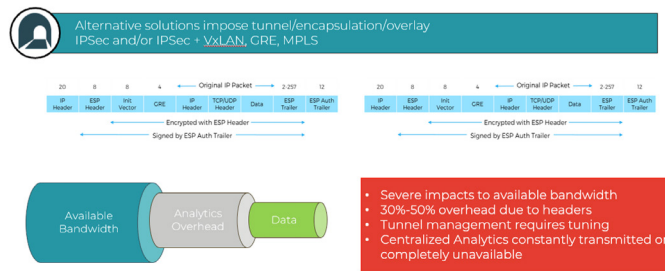 Alternative solutions impose tunnel/encapsulation/overlay
IPSec and/or IPSec + VxLAN, GRE, MPLS
20 8 8 4 Original IP Packet 2-257 12
IP Header ESP Header Init Vector GRE IP Header TCP/UDP Header Data ESP Trailer ESP Auth Trailer
Encrypted with ESP Header
Signed by ESP Auth Trailer
20 8 8 4 Original IP Packet 2-257 12
IP Header ESP Header Init Vector GRE IP Header TCP/UDP Header Data ESP Trailer ESP Auth Trailer
Encrypted with ESP Header
Signed by ESP Auth Trailer
Available
Bandwidth
Analytics
Overhead
Data
• Severe impacts to available bandwidth
• 30%-50% overhead due to headers
• Tunnel management requires tuning
• Centralized Analytics constantly transmitted or
completely unavailable